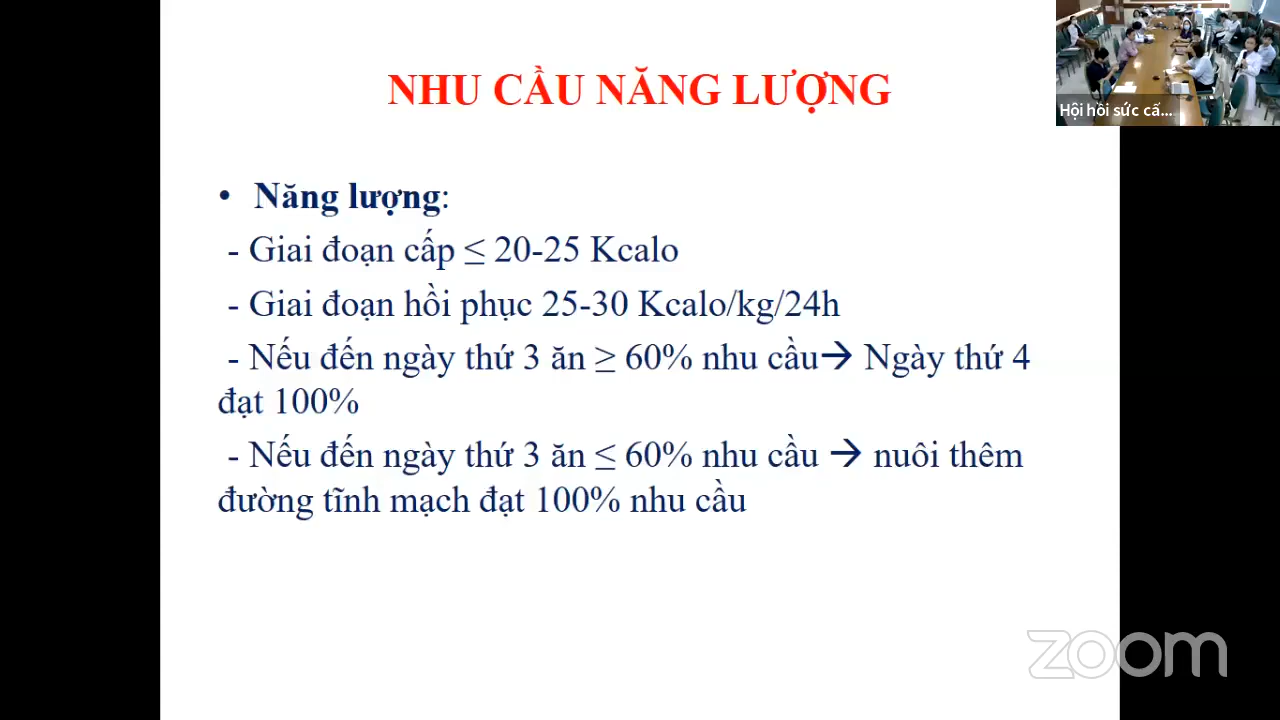 NHU CẦU NĂNG LƯỢNG
Hội hồi sức cấ...
• Năng lượng:
- Giai đoạn cấp ≤ 20-25 Kcalo
- Giai đoạn hồi phục 25-30 Kcalo/kg/24h
- Nếu đến ngày thứ 3 ăn ≥ 60% nhu cầu→ Ngày thứ 4
đạt 100%
- Nếu đến ngày thứ 3 ăn ≤ 60% nhu cầu → nuôi thêm
đường tĩnh mạch đạt 100% nhu cầu
zoom